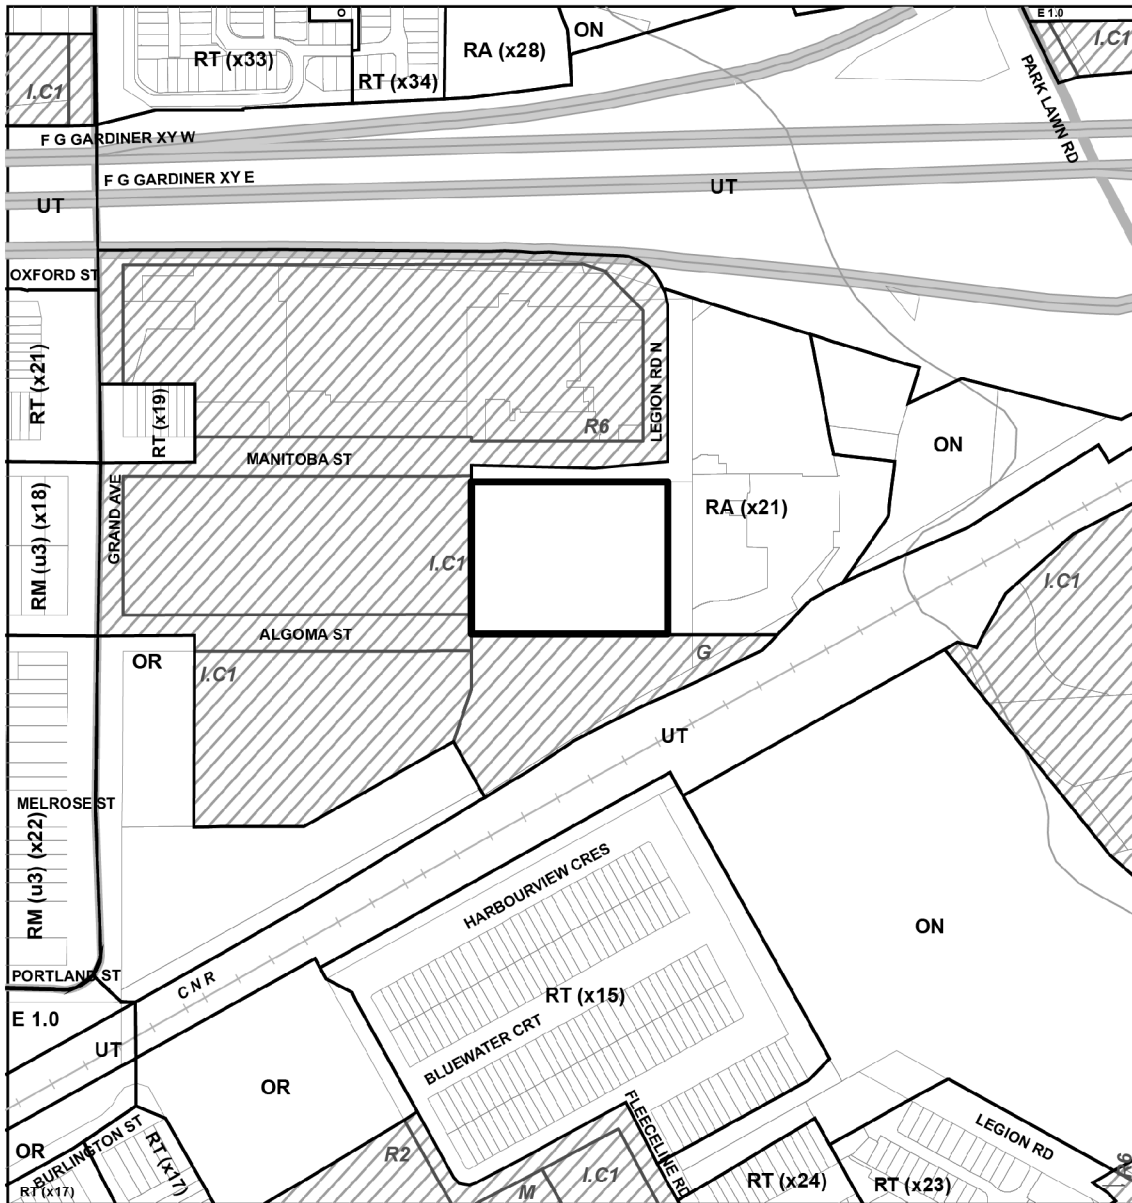 O
ON
E 1.0
RT (x33)
RT (x34)
RA (x28)
I.C1
I.C1
PARK LAWN RD
F G GARDINER XY W
F G GARDINER XY E
UT
UT
OXFORD ST
RT (x21)
RT (x19)
LEGION RD N
R6
MANITOBA ST
ON
RM (u3) (x18)
GRAND AVE
RA (x21)
I.C1
I.C1
ALGOMA ST
OR
I.C1
G
UT
MELROSE ST
RM (u3) (x22)
HARBOURVIEW CRES
ON
PORTLAND ST
C N R
RT (x15)
E 1.0
BLUEWATER CRT
UT
OR
FLEECELINE RD
LEGION RD
OR
BURLINGTON ST
RT (x17)
R2
I.C1
M
RT (x24)
RT (x23)
R6
RT (x17)